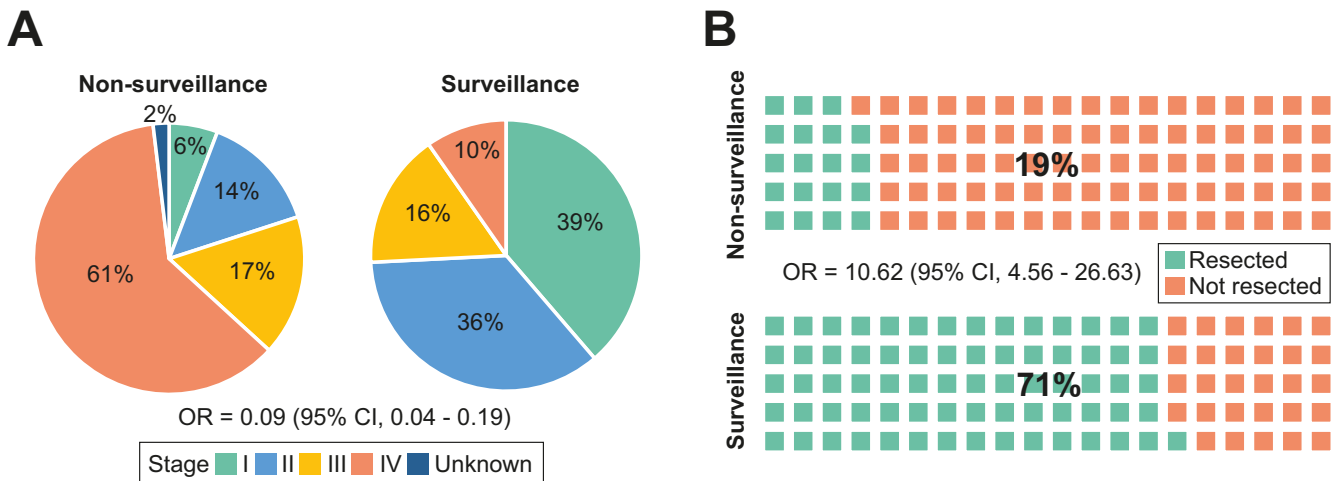 A
Non-surveillance
2%
6%
14%
17%
61%
Surveillance
10%
39%
16%
36%
OR = 0.09 (95% CI, 0.04 - 0.19)
Stage I II III IV Unknown
B
Non-surveillance
19%
OR = 10.62 (95% CI, 4.56 - 26.63)
Resected
Not resected
Surveillance
71%